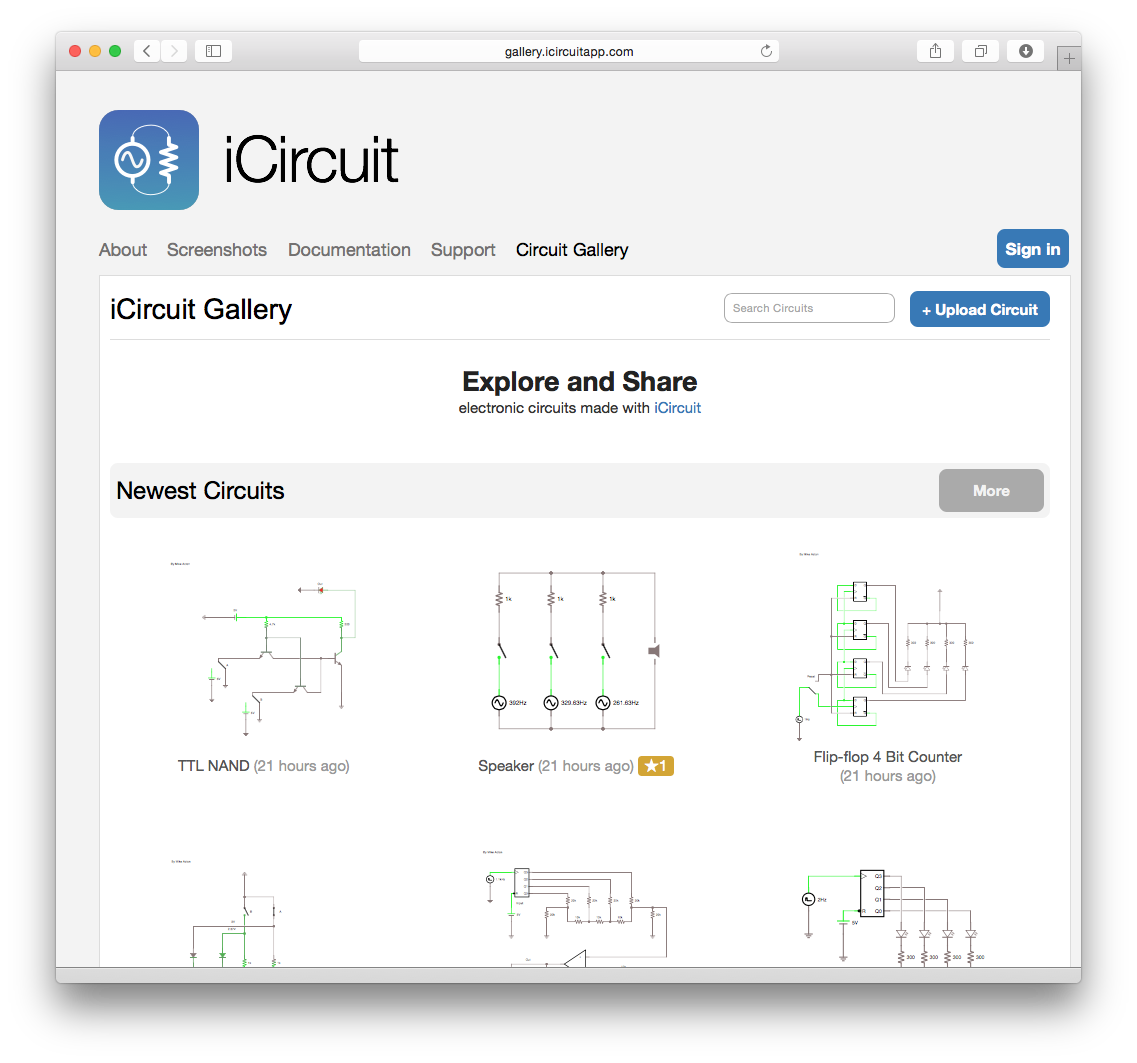 gallery.icircuitapp.com
iCircuit
About Screenshots Documentation Support Circuit Gallery Sign in
iCircuit Gallery Search Circuits + Upload Circuit
Explore and Share
electronic circuits made with iCircuit
Newest Circuits More
1k 1k 1k
392Hz 329.63Hz 261.63Hz
TTL NAND (21 hours ago)
Speaker (21 hours ago) ★1
Flip-flop 4 Bit Counter
(21 hours ago)
Q3
Q2
2Hz Q1
R Q0
5V
300 300 300 300